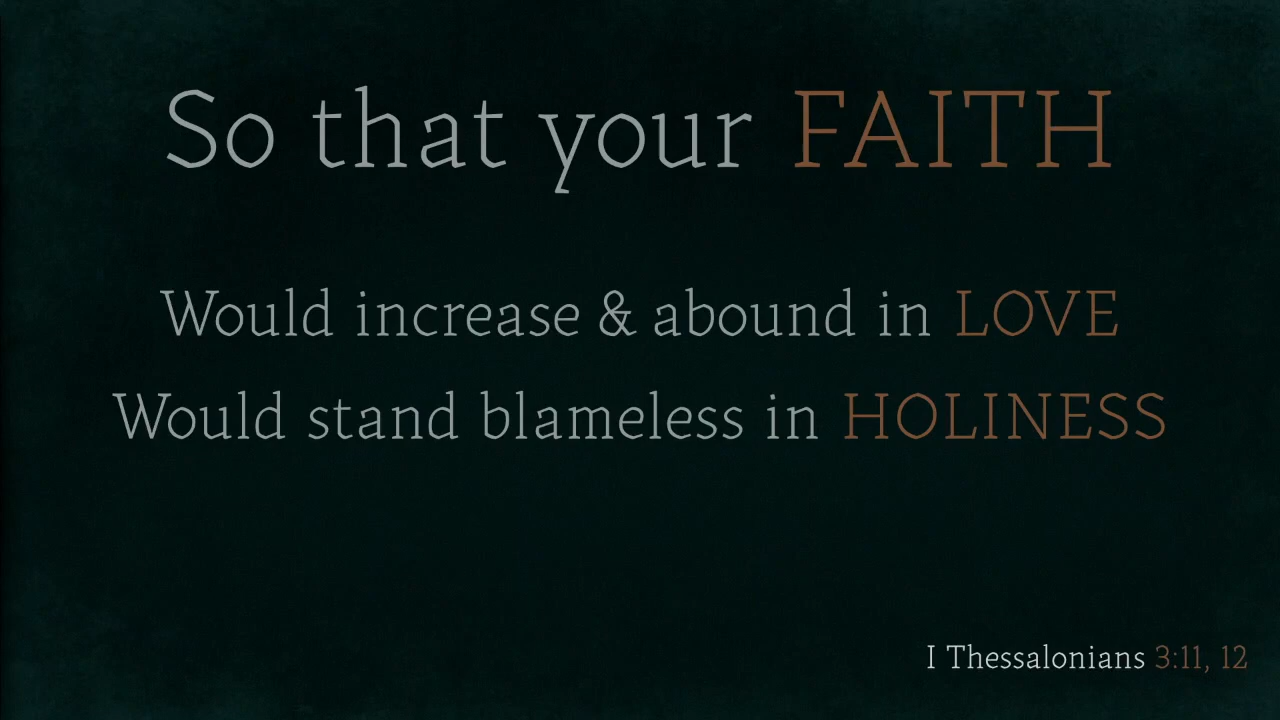 So that your FAITH
Would increase & abound in LOVE
Would stand blameless in HOLINESS
I Thessalonians 3:11, 12